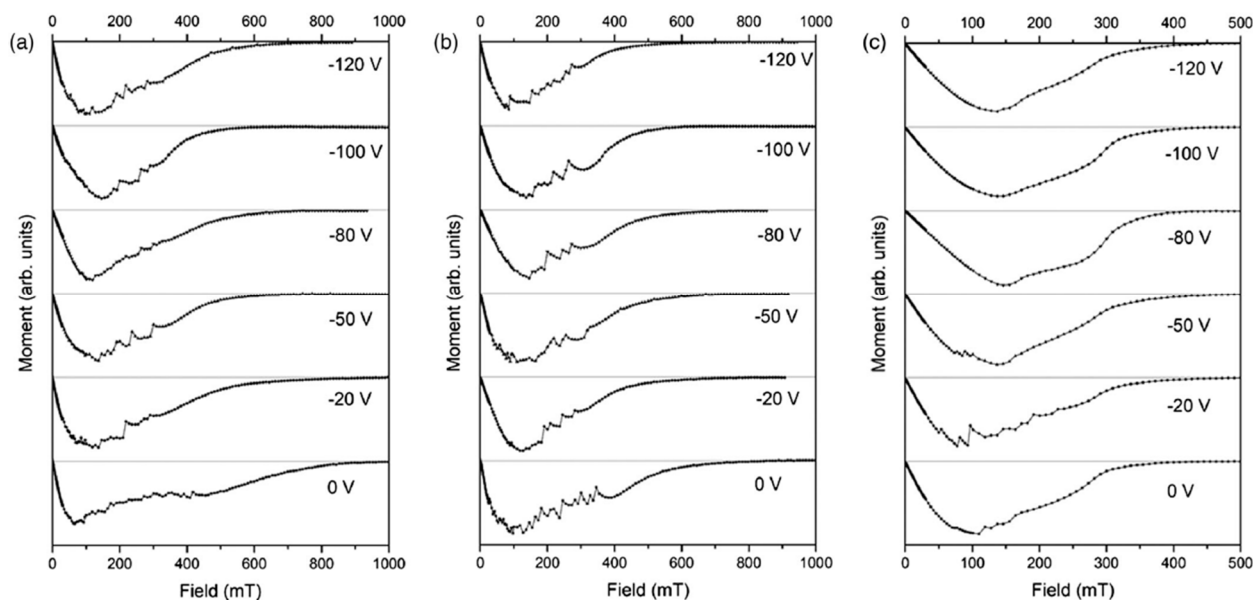 0 200 400 600 800 1000
0 200 400 600 800 1000
0 100 200 300 400 500
(a)
(b)
(c)
-120 V
-120 V
-120 V
-100 V
-100 V
-100 V
-80 V
-80 V
-80 V
-50 V
-50 V
-50 V
-20 V
-20 V
-20 V
0 V
0 V
0 V
Moment (arb. units)
Moment (arb. units)
Moment (arb. units)
0 200 400 600 800 1000
0 200 400 600 800 1000
0 100 200 300 400 500
Field (mT)
Field (mT)
Field (mT)